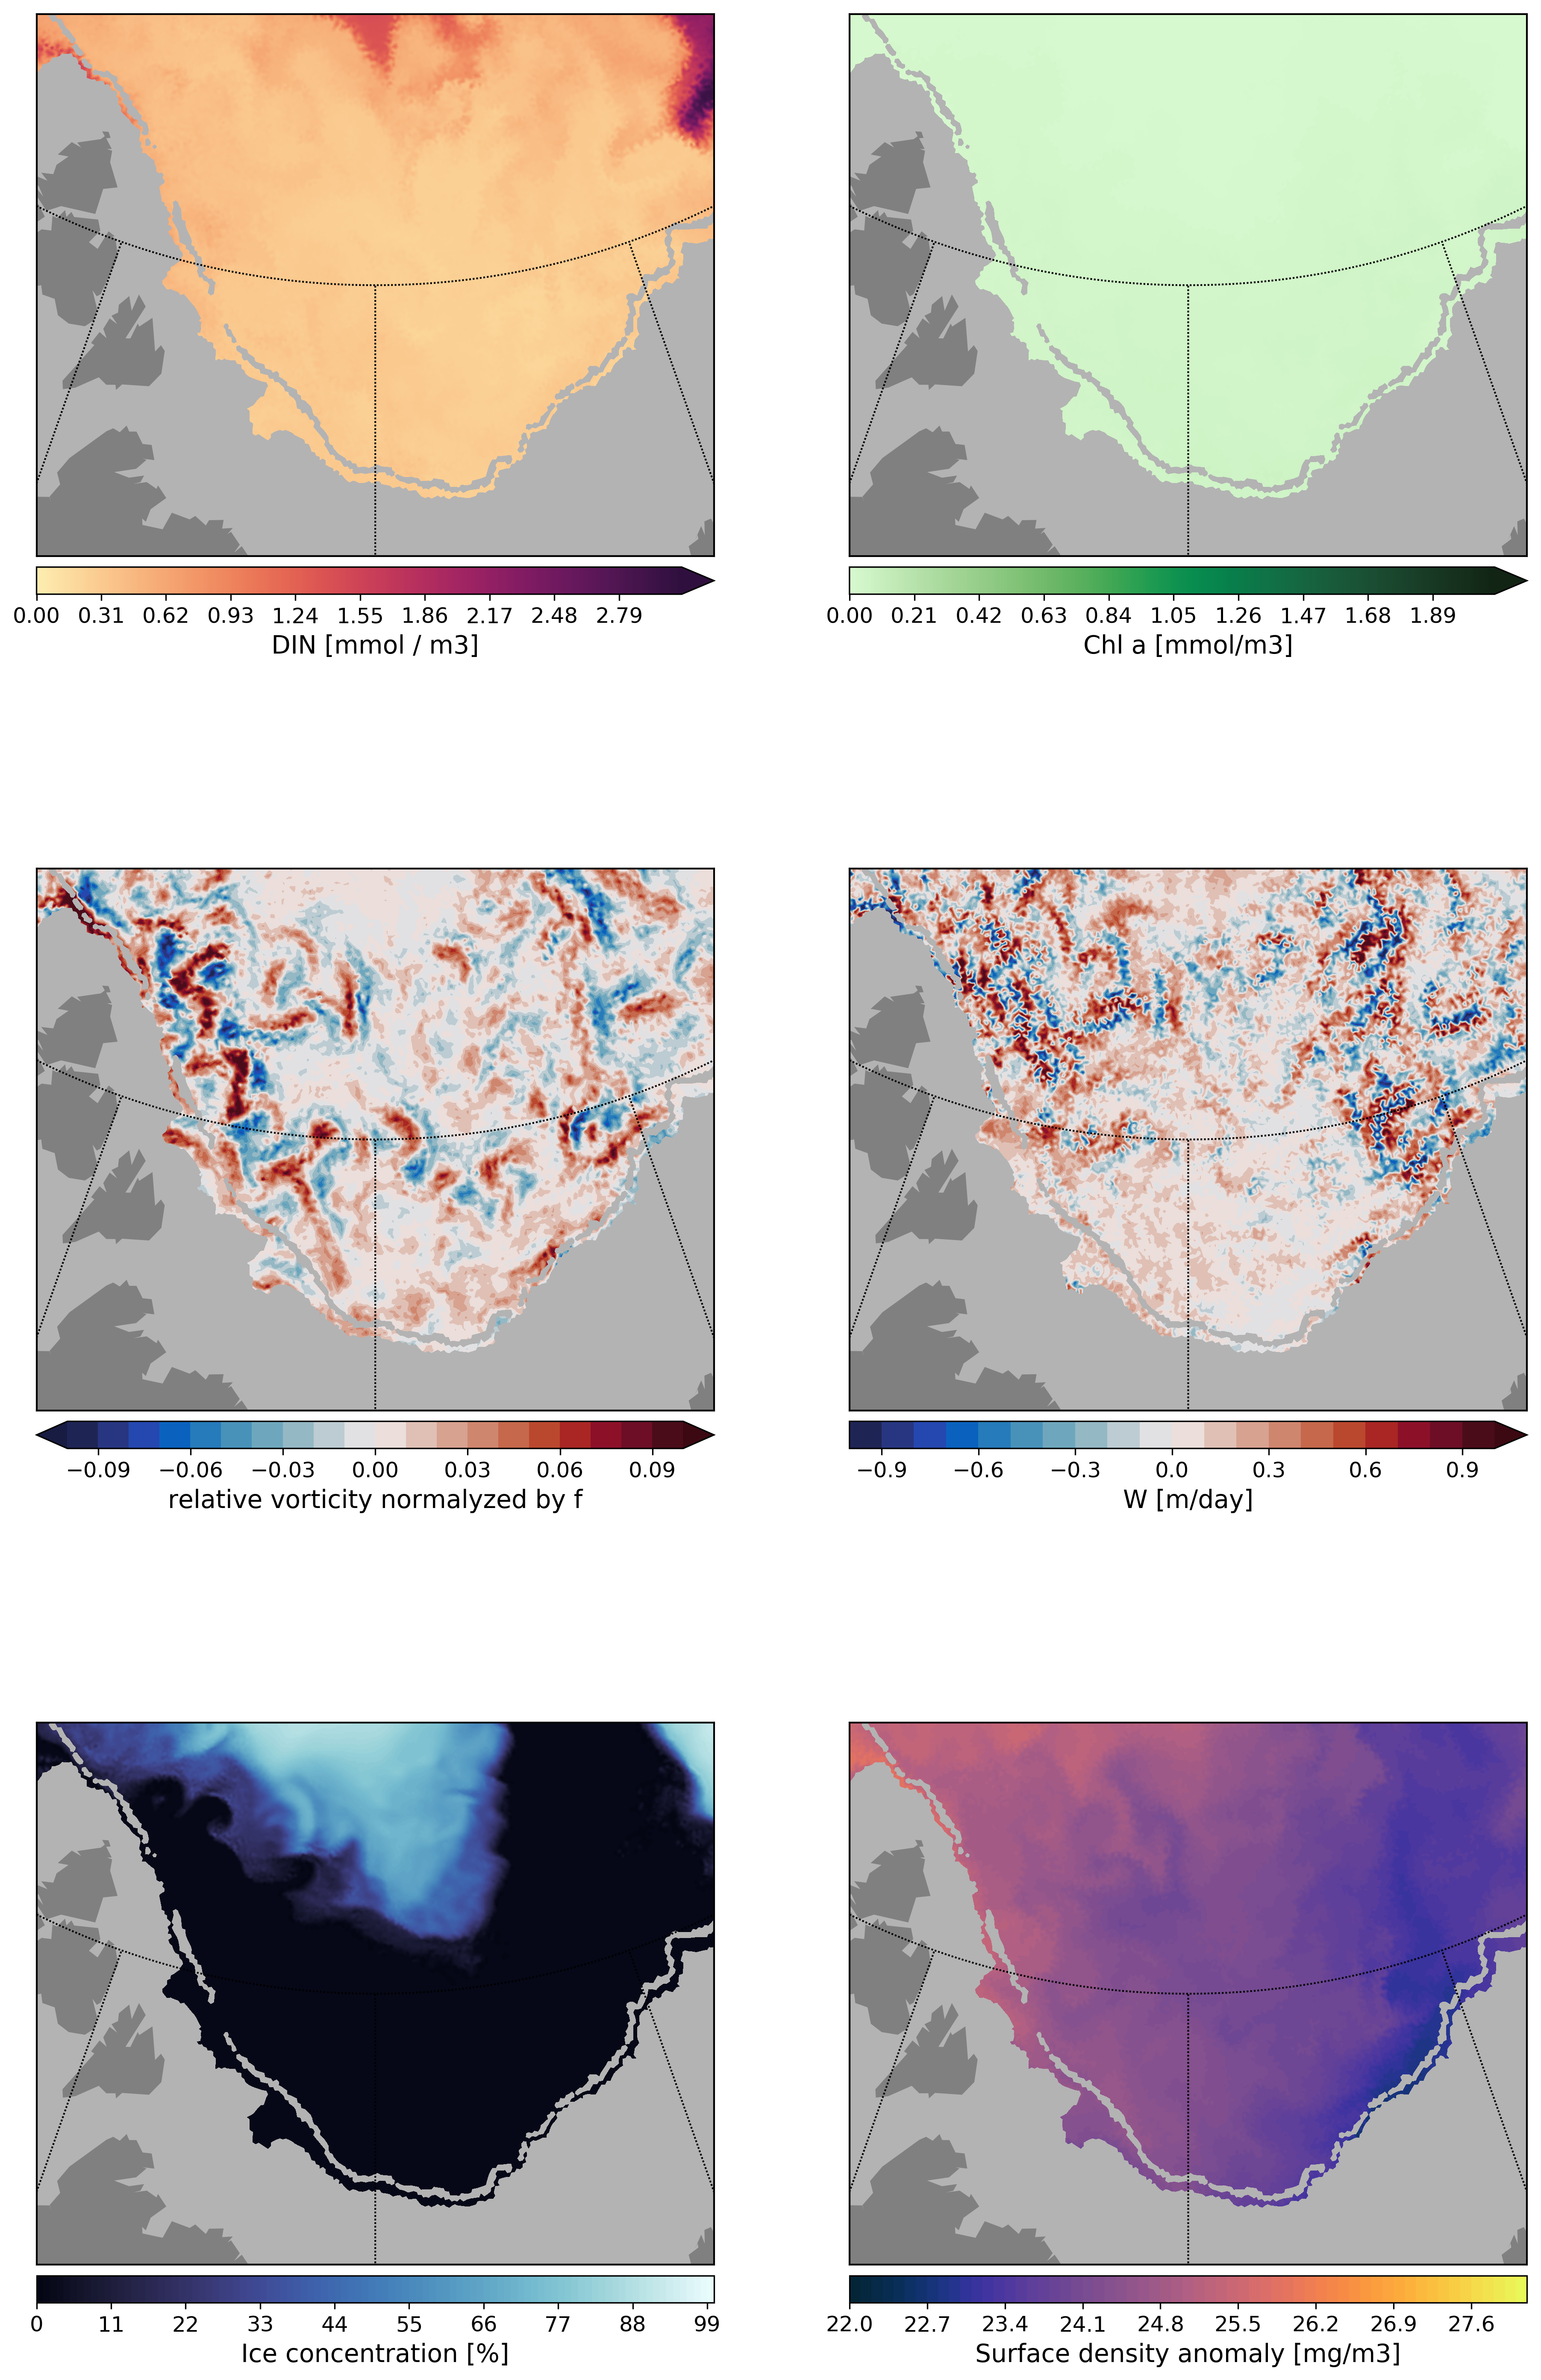 0.00 0.31 0.62 0.93 1.24 1.55 1.86 2.17 2.48 2.79
DIN [mmol / m3]
0.00 0.21 0.42 0.63 0.84 1.05 1.26 1.47 1.68 1.89
Chl a [mmol/m3]
−0.09 −0.06 −0.03 0.00 0.03 0.06 0.09
relative vorticity normalyzed by f
−0.9 −0.6 −0.3 0.0 0.3 0.6 0.9
W [m/day]
0 11 22 33 44 55 66 77 88 99
Ice concentration [%]
22.0 22.7 23.4 24.1 24.8 25.5 26.2 26.9 27.6
Surface density anomaly [mg/m3]